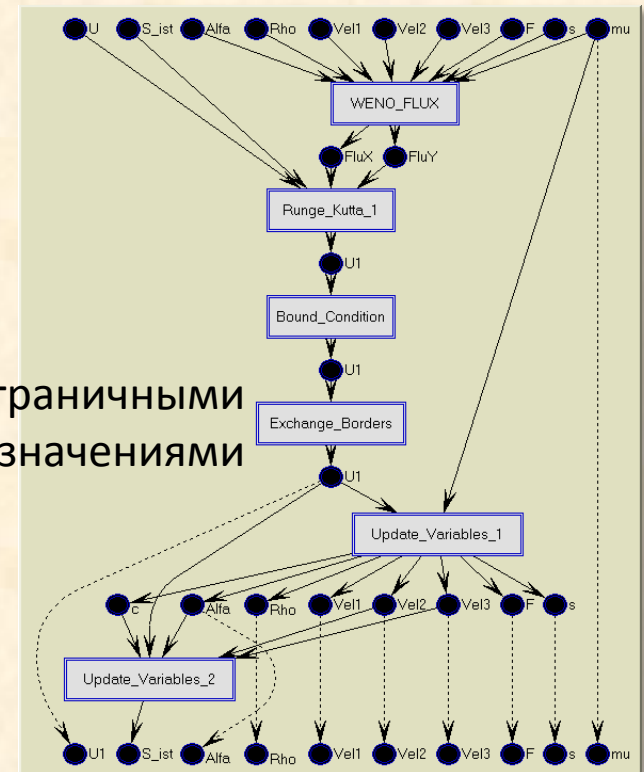 U S_ist Alfa Rho Vel1 Vel2 Vel3 F s mu
WENO_FLUX
FluX FluY
Runge_Kutta_1
U1
Bound_Condition
U1
граничными
Exchange_Borders
значениями
U1
Update_Variables_1
c Alfa Rho Vel1 Vel2 Vel3 F s
Update_Variables_2
U1 S_ist Alfa Rho Vel1 Vel2 Vel3 F s mu